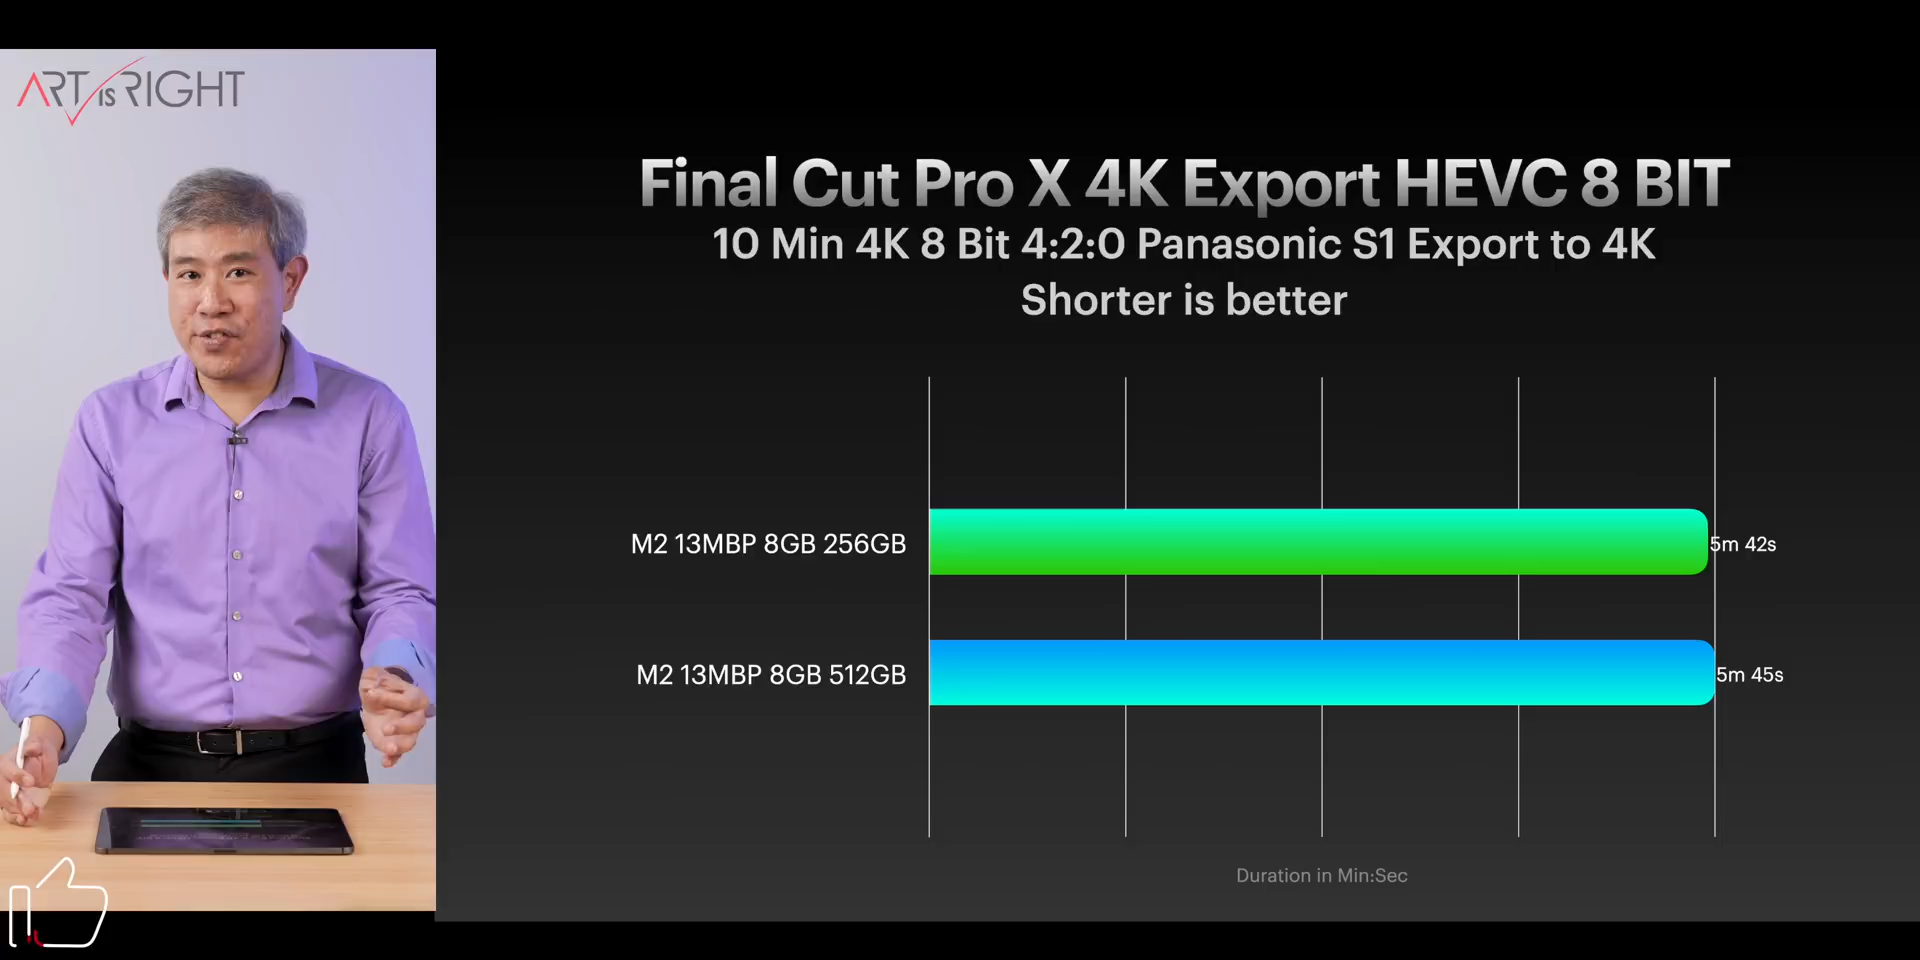 ART IS RIGHT
Final Cut Pro X 4K Export HEVC 8 BIT
10 Min 4K 8 Bit 4:2:0 Panasonic S1 Export to 4K
Shorter is better
M2 13MBP 8GB 256GB
5m 42s
M2 13MBP 8GB 512GB
5m 45s
Duration in Min:Sec